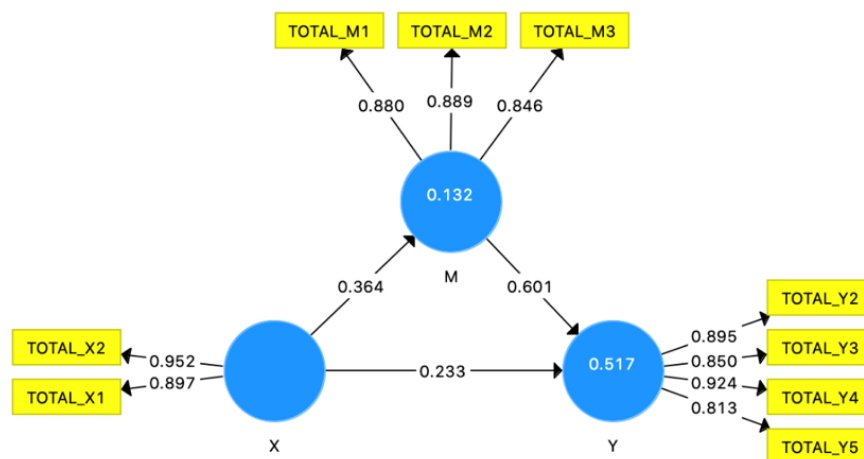 TOTAL_M1
TOTAL_M2
TOTAL_M3
0.880
0.889
0.846
0.132
M
0.364
0.601
TOTAL_X2
TOTAL_X1
0.952
0.897
X
0.233
0.517
Y
0.895
0.850
0.924
0.813
TOTAL_Y2
TOTAL_Y3
TOTAL_Y4
TOTAL_Y5